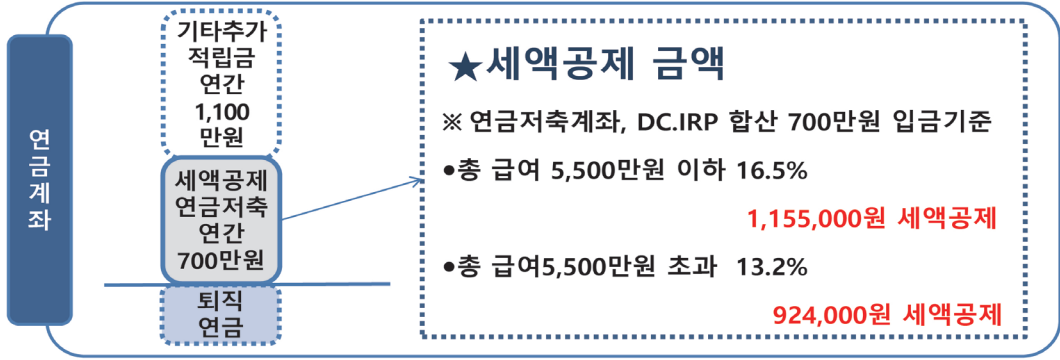 연
금
계
좌
기타추가
적립금
연간
1,100
만원
세액공제
연금저축
연간
700만원
퇴직
연금
★세액공제 금액
※ 연금저축계좌, DC.IRP 합산 700만원 입금기준
●총 급여 5,500만원 이하 16.5%
1,155,000원 세액공제
●총 급여5,500만원 초과 13.2%
924,000원 세액공제